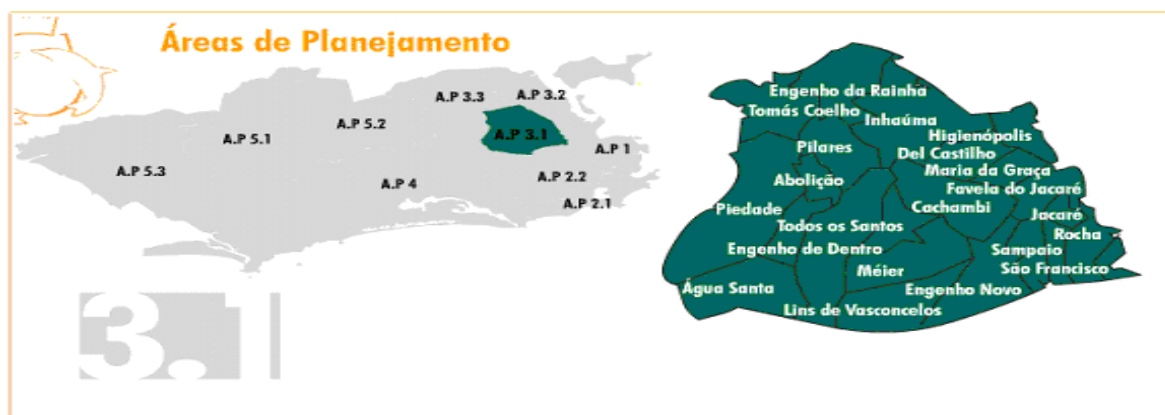 Áreas de Planejamento
A.P 3.3
A.P 3.2
A.P 5.2
A.P 5.1
A.P 3.1
A.P 1
A.P 5.3
A.P 4
A.P 2.2
A.P 2.1
3.1
Engenho da Rainha
Tomás Coelho
Inhaúma
Higienópolis
Pilares
Del Castilho
Maria da Graça
Abolição
Favela do Jacaré
Piedade
Cachambi
Jacaré
Todos os Santos
Rocha
Engenho de Dentro
Sampaio
Méier
São Francisco
Água Santa
Engenho Novo
Lins de Vasconcelos